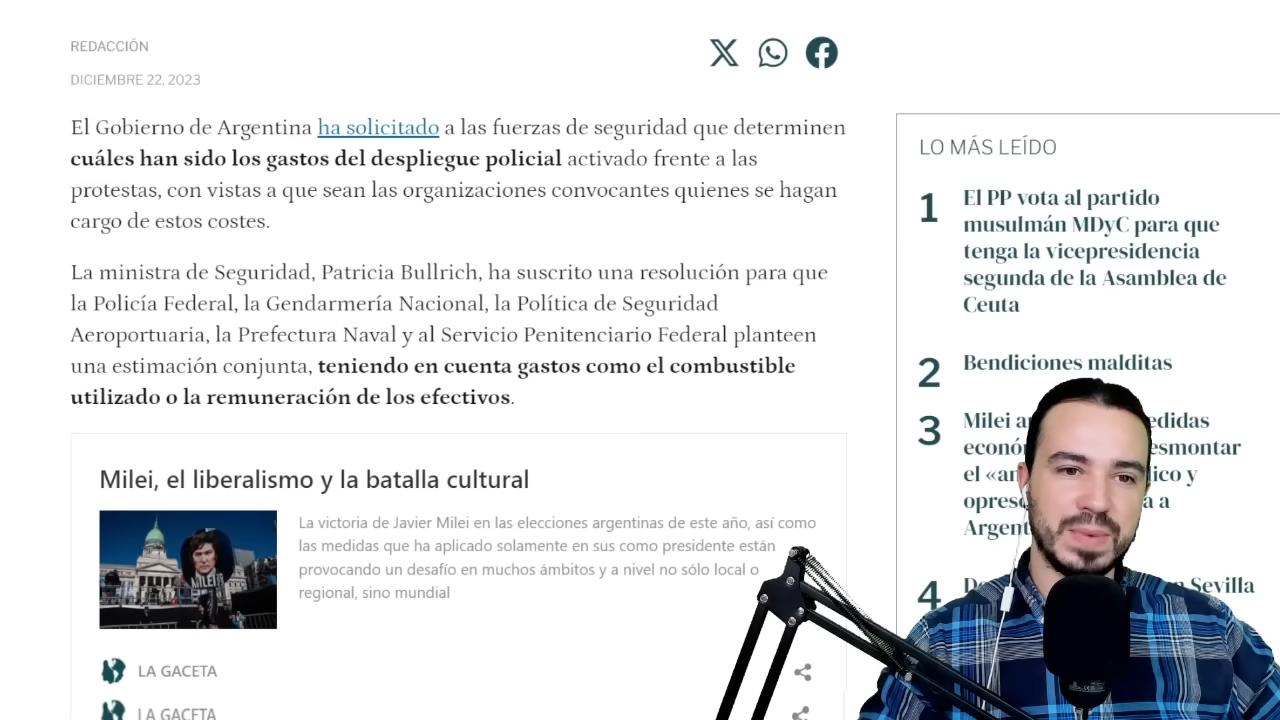 REDACCIÓN
DICIEMBRE 22, 2023
El Gobierno de Argentina ha solicitado a las fuerzas de seguridad que determinen
cuáles han sido los gastos del despliegue policial activado frente a las
protestas, con vistas a que sean las organizaciones convocantes quienes se hagan
cargo de estos costes.
La ministra de Seguridad, Patricia Bullrich, ha suscrito una resolución para que
la Policía Federal, la Gendarmería Nacional, la Política de Seguridad
Aeroportuaria, la Prefectura Naval y al Servicio Penitenciario Federal planteen
una estimación conjunta, teniendo en cuenta gastos como el combustible
utilizado o la remuneración de los efectivos.
Milei, el liberalismo y la batalla cultural
MILEI
La victoria de Javier Milei en las elecciones argentinas de este año, así como
las medidas que ha aplicado solamente en sus como presidente están
provocando un desafío en muchos ámbitos y a nivel no sólo local o
regional, sino mundial
LA GACETA
LA GACETA
LO MÁS LEÍDO
1 El PP vota al partido
musulmán MDyC para que
tenga la vicepresidencia
segunda de la Asamblea de
Ceuta
2 Bendiciones malditas
3 Milei
el
a
4 Sevilla